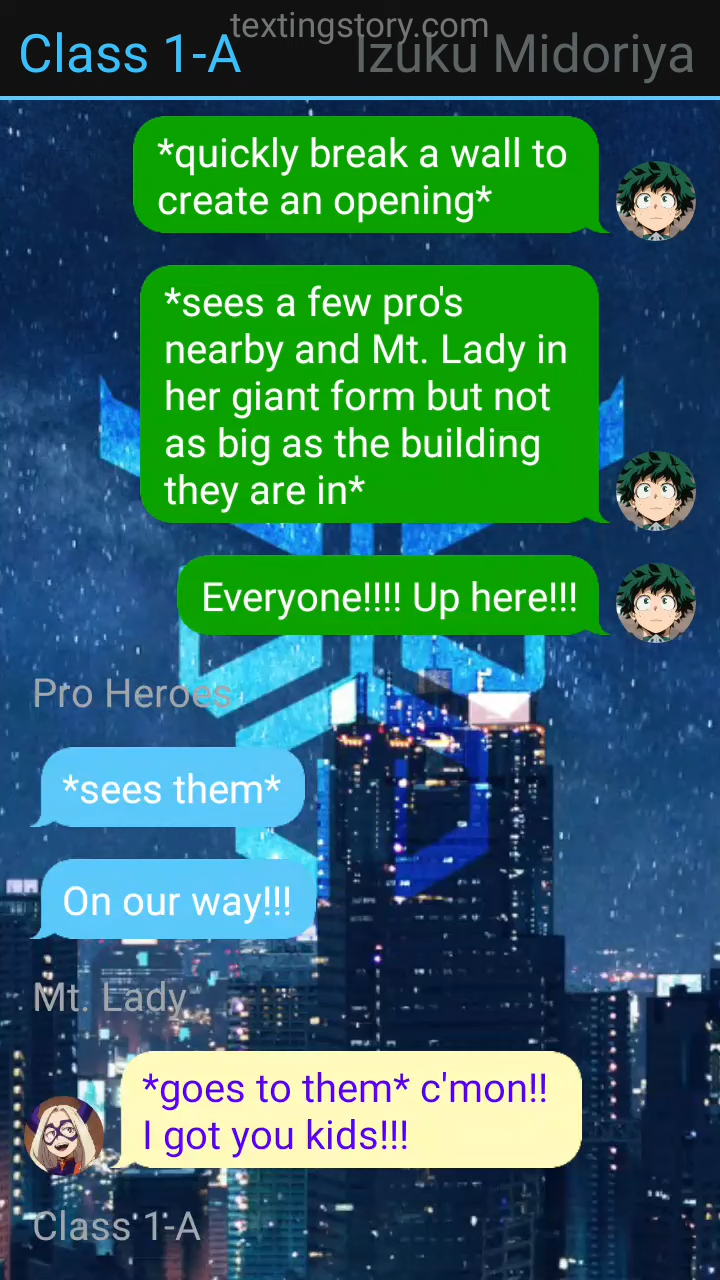 textingstory.com
Class 1-A
Izuku Midoriya
*quickly break a wall to
create an opening*
*sees a few pro's
nearby and Mt. Lady in
her giant form but not
as big as the building
they are in*
Everyone!!!! Up here!!!
Pro Heroes
*sees them*
On our way!!!
Mt. Lady
*goes to them* c'mon!!
I got you kids!!!
Class 1-A